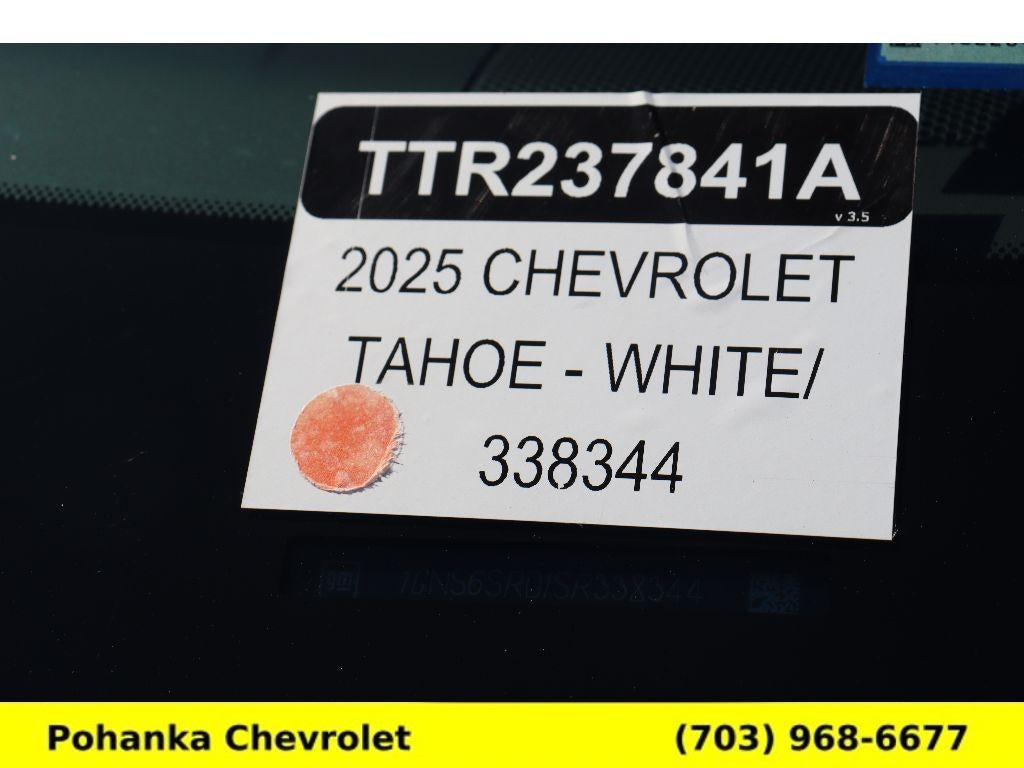 TTR237841A
v 3.5
2025 CHEVROLET
TAHOE - WHITE/
338344
Pohanka Chevrolet (703) 968-6677